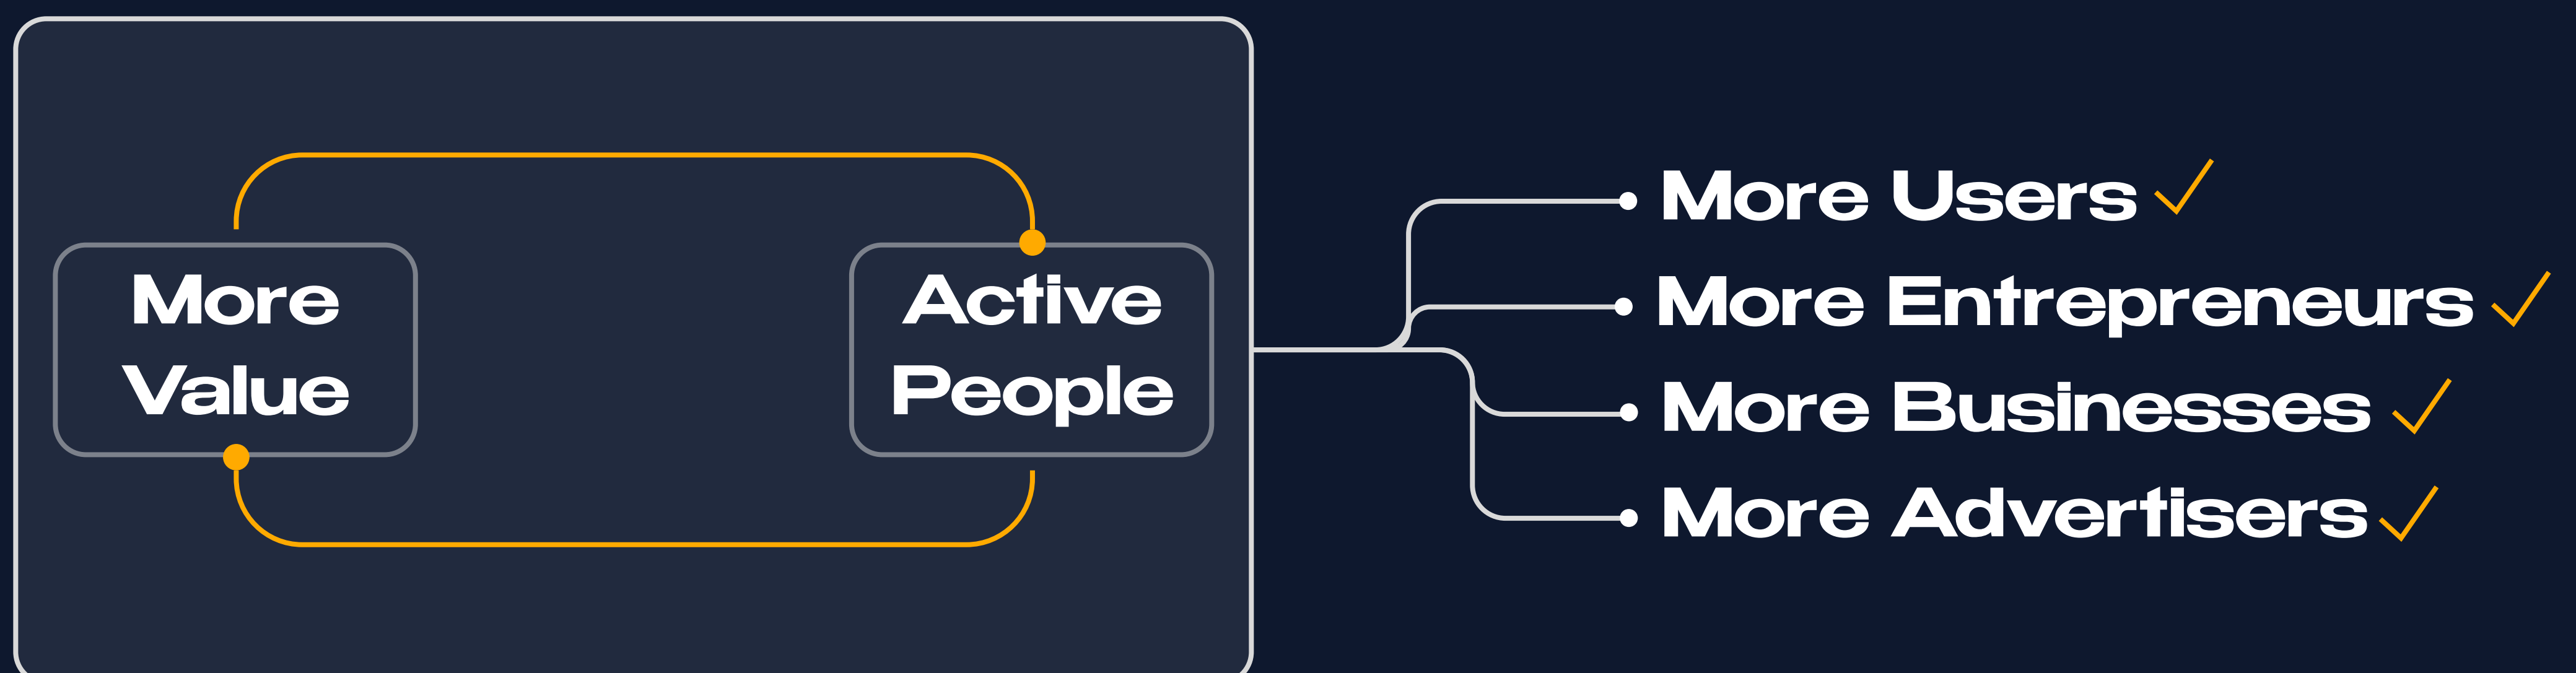 More
Value
Active
People
More Users
More Entrepreneurs
More Businesses
More Advertisers